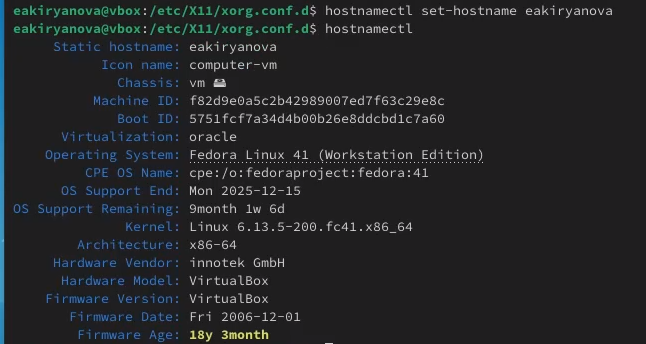 eakiryanova@vbox:/etc/X11/xorg.conf.d$ hostnamectl set-hostname eakiryanova
eakiryanova@vbox:/etc/X11/xorg.conf.d$ hostnamectl
Static hostname: eakiryanova
Icon name: computer-vm
Chassis: vm 🖴
Machine ID: f82d9e0a5c2b42989007ed7f63c29e8c
Boot ID: 5751fcf7a34d4b00b26e8ddcbd1c7a60
Virtualization: oracle
Operating System: Fedora Linux 41 (Workstation Edition)
CPE OS Name: cpe:/o:fedoraproject:fedora:41
OS Support End: Mon 2025-12-15
OS Support Remaining: 9month 1w 6d
Kernel: Linux 6.13.5-200.fc41.x86_64
Architecture: x86-64
Hardware Vendor: innotek GmbH
Hardware Model: VirtualBox
Firmware Version: VirtualBox
Firmware Date: Fri 2006-12-01
Firmware Age: 18y 3month